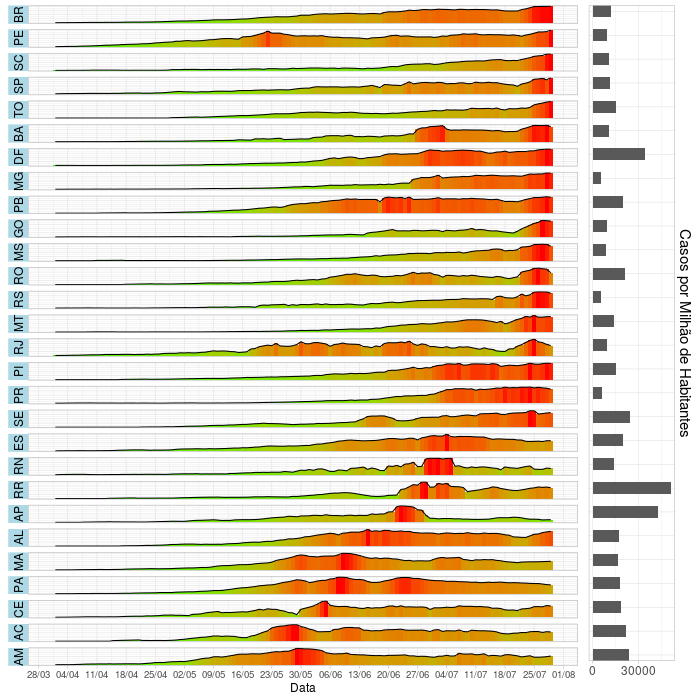 BR
PE
SC
SP
TO
BA
DF
MG
PB
GO
MS
RO
RS
MT
RJ
PI
PR
SE
ES
RN
RR
AP
AL
MA
PA
CE
AC
AM
28/03 04/04 11/04 18/04 25/04 02/05 09/05 16/05 23/05 30/05 06/06 13/06 20/06 27/06 04/07 11/07 18/07 25/07 01/08
Data
0 30000
Casos por Milhão de Habitantes